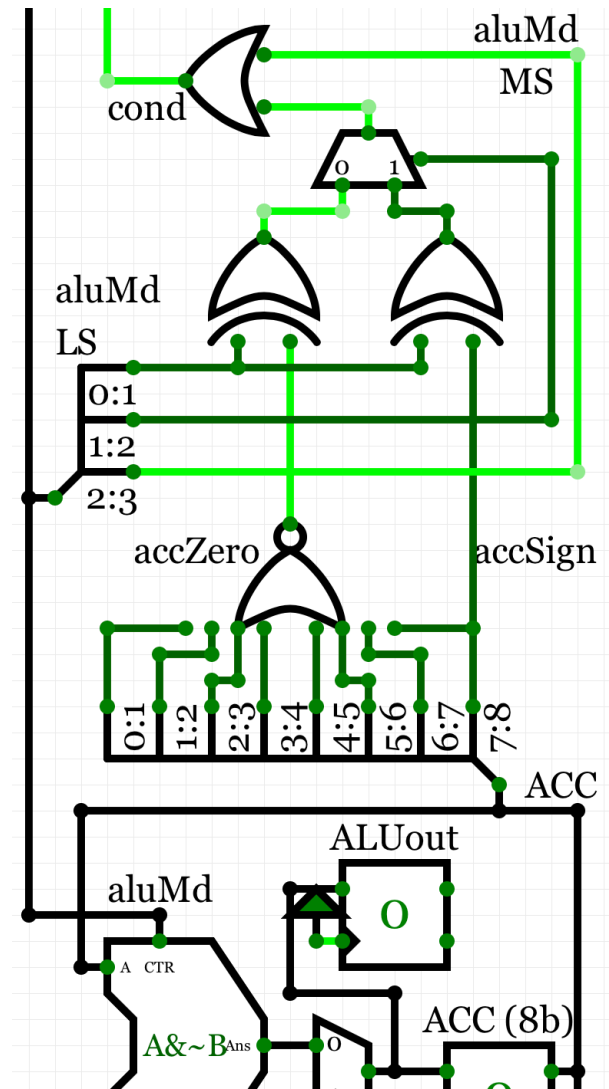 aluMd
MS
cond
0 1
aluMd
LS
0:1
1:2
2:3
accZero
accSign
0:1
1:2
2:3
3:4
4:5
5:6
6:7
7:8
ACC
ALUout
aluMd
0
A CTR
ACC (8b)
A&~B
Ans
0